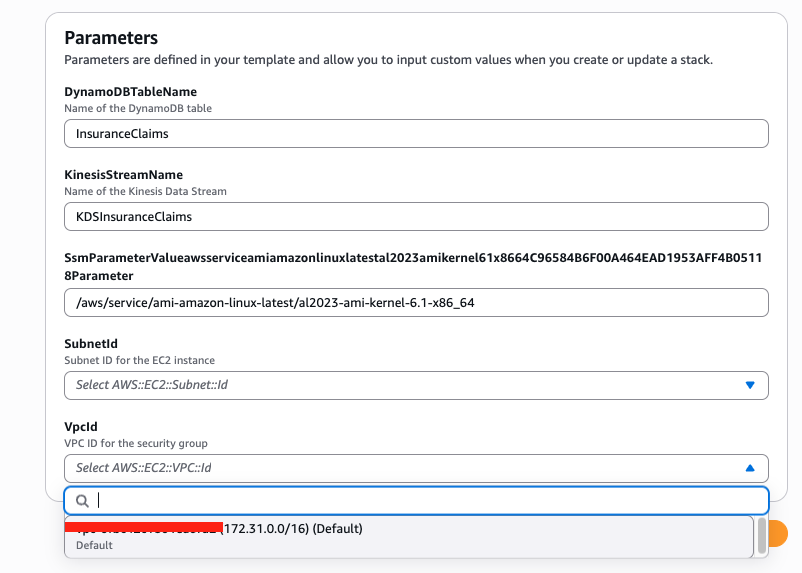 Parameters
Parameters are defined in your template and allow you to input custom values when you create or update a stack.
DynamoDBTableName
Name of the DynamoDB table
InsuranceClaims
KinesisStreamName
Name of the Kinesis Data Stream
KDSInsuranceClaims
SsmParameterValueawsserviceamiamazonlinuxlatestal2023amikernel61x8664C96584B6F00A464EAD1953AFF4B0511
8Parameter
/aws/service/ami-amazon-linux-latest/al2023-ami-kernel-6.1-x86_64
SubnetId
Subnet ID for the EC2 instance
Select AWS::EC2::Subnet::Id
VpcId
VPC ID for the security group
Select AWS::EC2::VPC::Id
(172.31.0.0/16) (Default)
Default